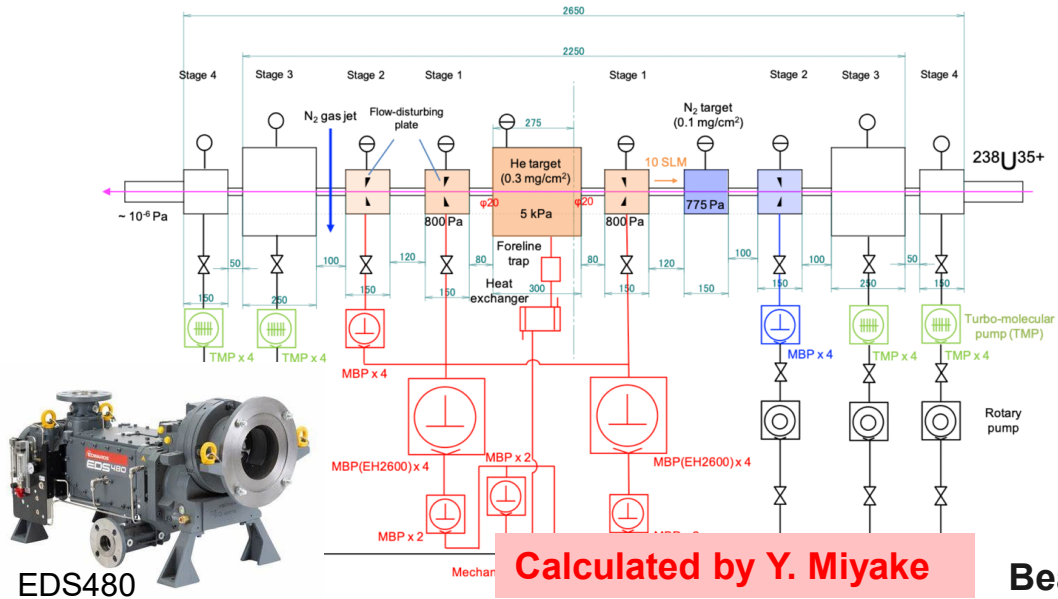 2650
2250
Stage 4
Stage 3
Stage 2
Stage 1
Stage 1
Stage 2
Stage 3
Stage 4
N2 gas jet
Flow-disturbing
plate
275
N2 target
(0.1 mg/cm²)
He target
(0.3 mg/cm²)
10 SLM
238U35+
~ 10-6 Pa
800 Pa
φ20
5 kPa
φ20
800 Pa
775 Pa
50
100
120
80
Foreline
trap
80
120
100
100
50
150
250
150
150
Heat
exchanger
300
150
150
150
250
150
TMP x 4
TMP x 4
MBP x 4
MBP x 4
TMP x 4
TMP x 4
Turbo-molecular
pump (TMP)
MBP(EH2600) x 4
MBP x 2
MBP(EH2600) x 4
Rotary
pump
MBP x 2
EDWARDS
EDS480
EDS480
Calculated by Y. Miyake